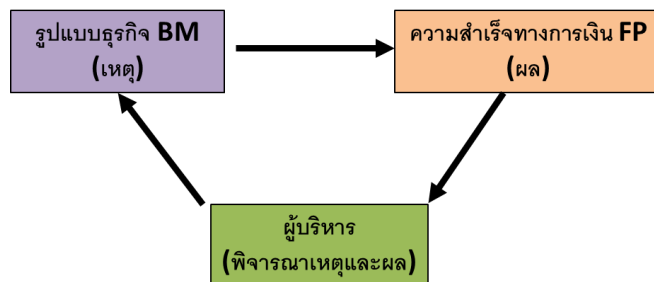 รูปแบบธุรกิจ BM
(เหตุ)
ความสำเร็จทางการเงิน FP
(ผล)
ผู้บริหาร
(พิจารณาเหตุและผล)